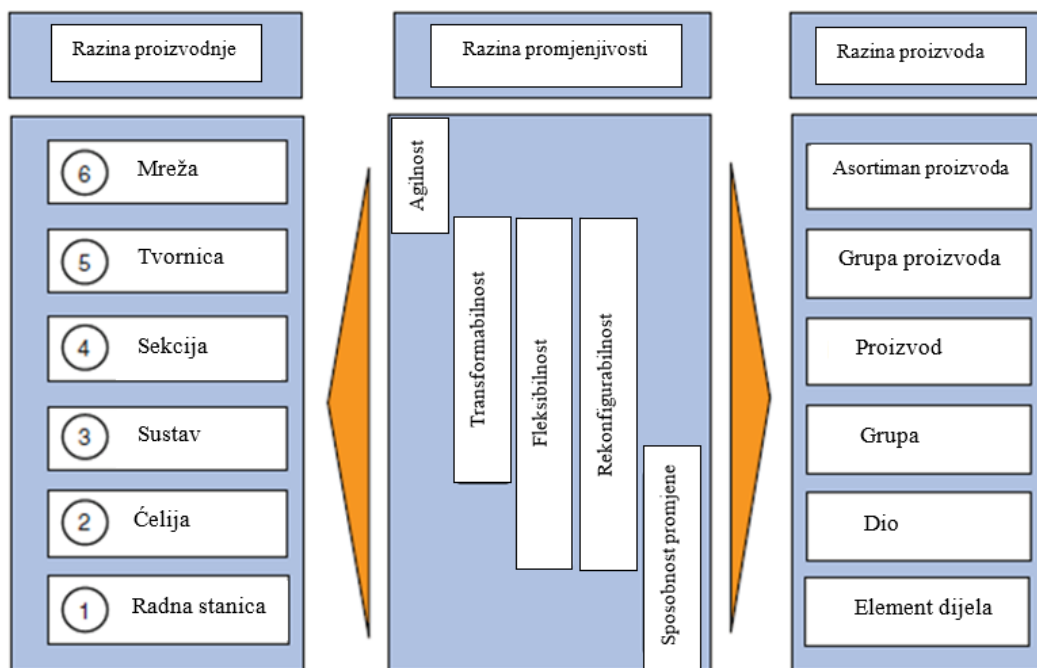 Razina proizvodnje
Razina promjenjivosti
Razina proizvoda
6 Mreža
5 Tvornica
4 Sekcija
3 Sustav
2 Ćelija
1 Radna stanica
Agilnost
Transformabilnost
Fleksibilnost
Rekonfigurabilnost
Sposobnost promjene
Asortiman proizvoda
Grupa proizvoda
Proizvod
Grupa
Dio
Element dijela